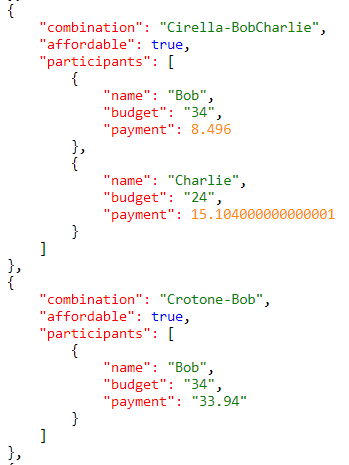 },
{
    "combination": "Cirella-BobCharlie",
    "affordable": true,
    "participants": [
        {
            "name": "Bob",
            "budget": "34",
            "payment": 8.496
        },
        {
            "name": "Charlie",
            "budget": "24",
            "payment": 15.104000000000001
        }
    ]
},
{
    "combination": "Crotone-Bob",
    "affordable": true,
    "participants": [
        {
            "name": "Bob",
            "budget": "34",
            "payment": "33.94"
        }
    ]
},